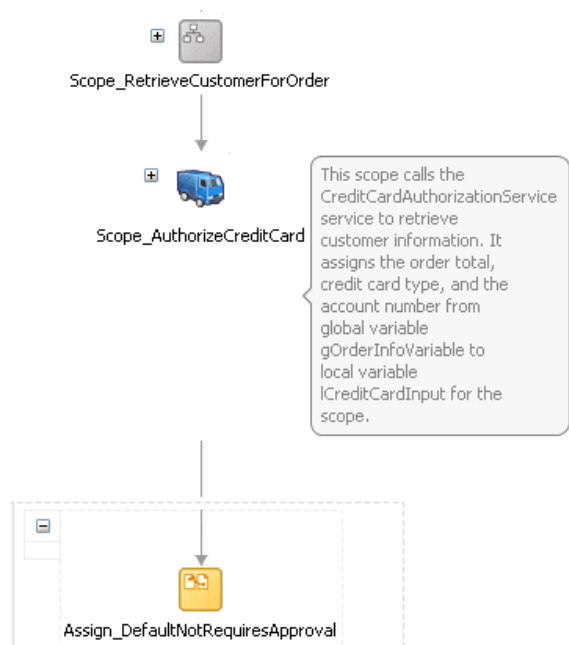 Scope_RetrieveCustomerForOrder
Scope_AuthorizeCreditCard
This scope calls the
CreditCardAuthorizationService
service to retrieve
customer information. It
assigns the order total,
credit card type, and the
account number from
global variable
gOrderInfoVariable to
local variable
lCreditCardInput for the
scope.
Assign_DefaultNotRequiresApproval